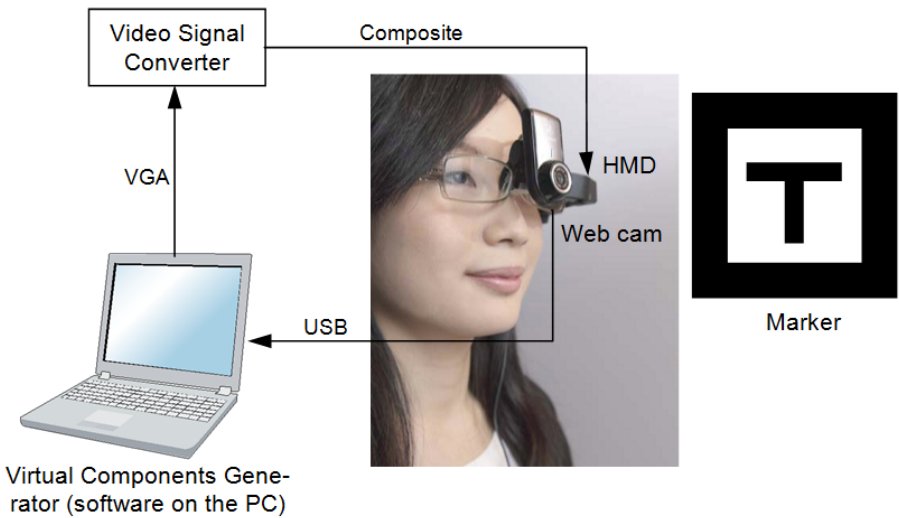 Video Signal
Converter
Composite
VGA
HMD
Web cam
T
Marker
USB
Virtual Components Gene-
rator (software on the PC)